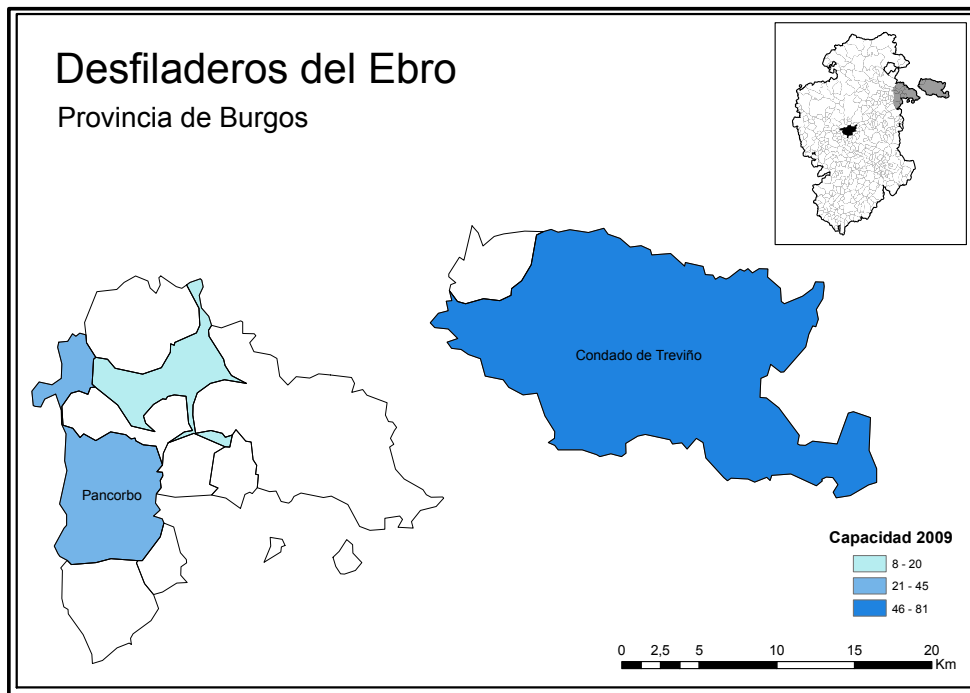 Desfiladeros del Ebro
Provincia de Burgos
Condado de Treviño
Pancorbo
Capacidad 2009
8 - 20
21 - 45
46 - 81
0 2,5 5 10 15 20
Km